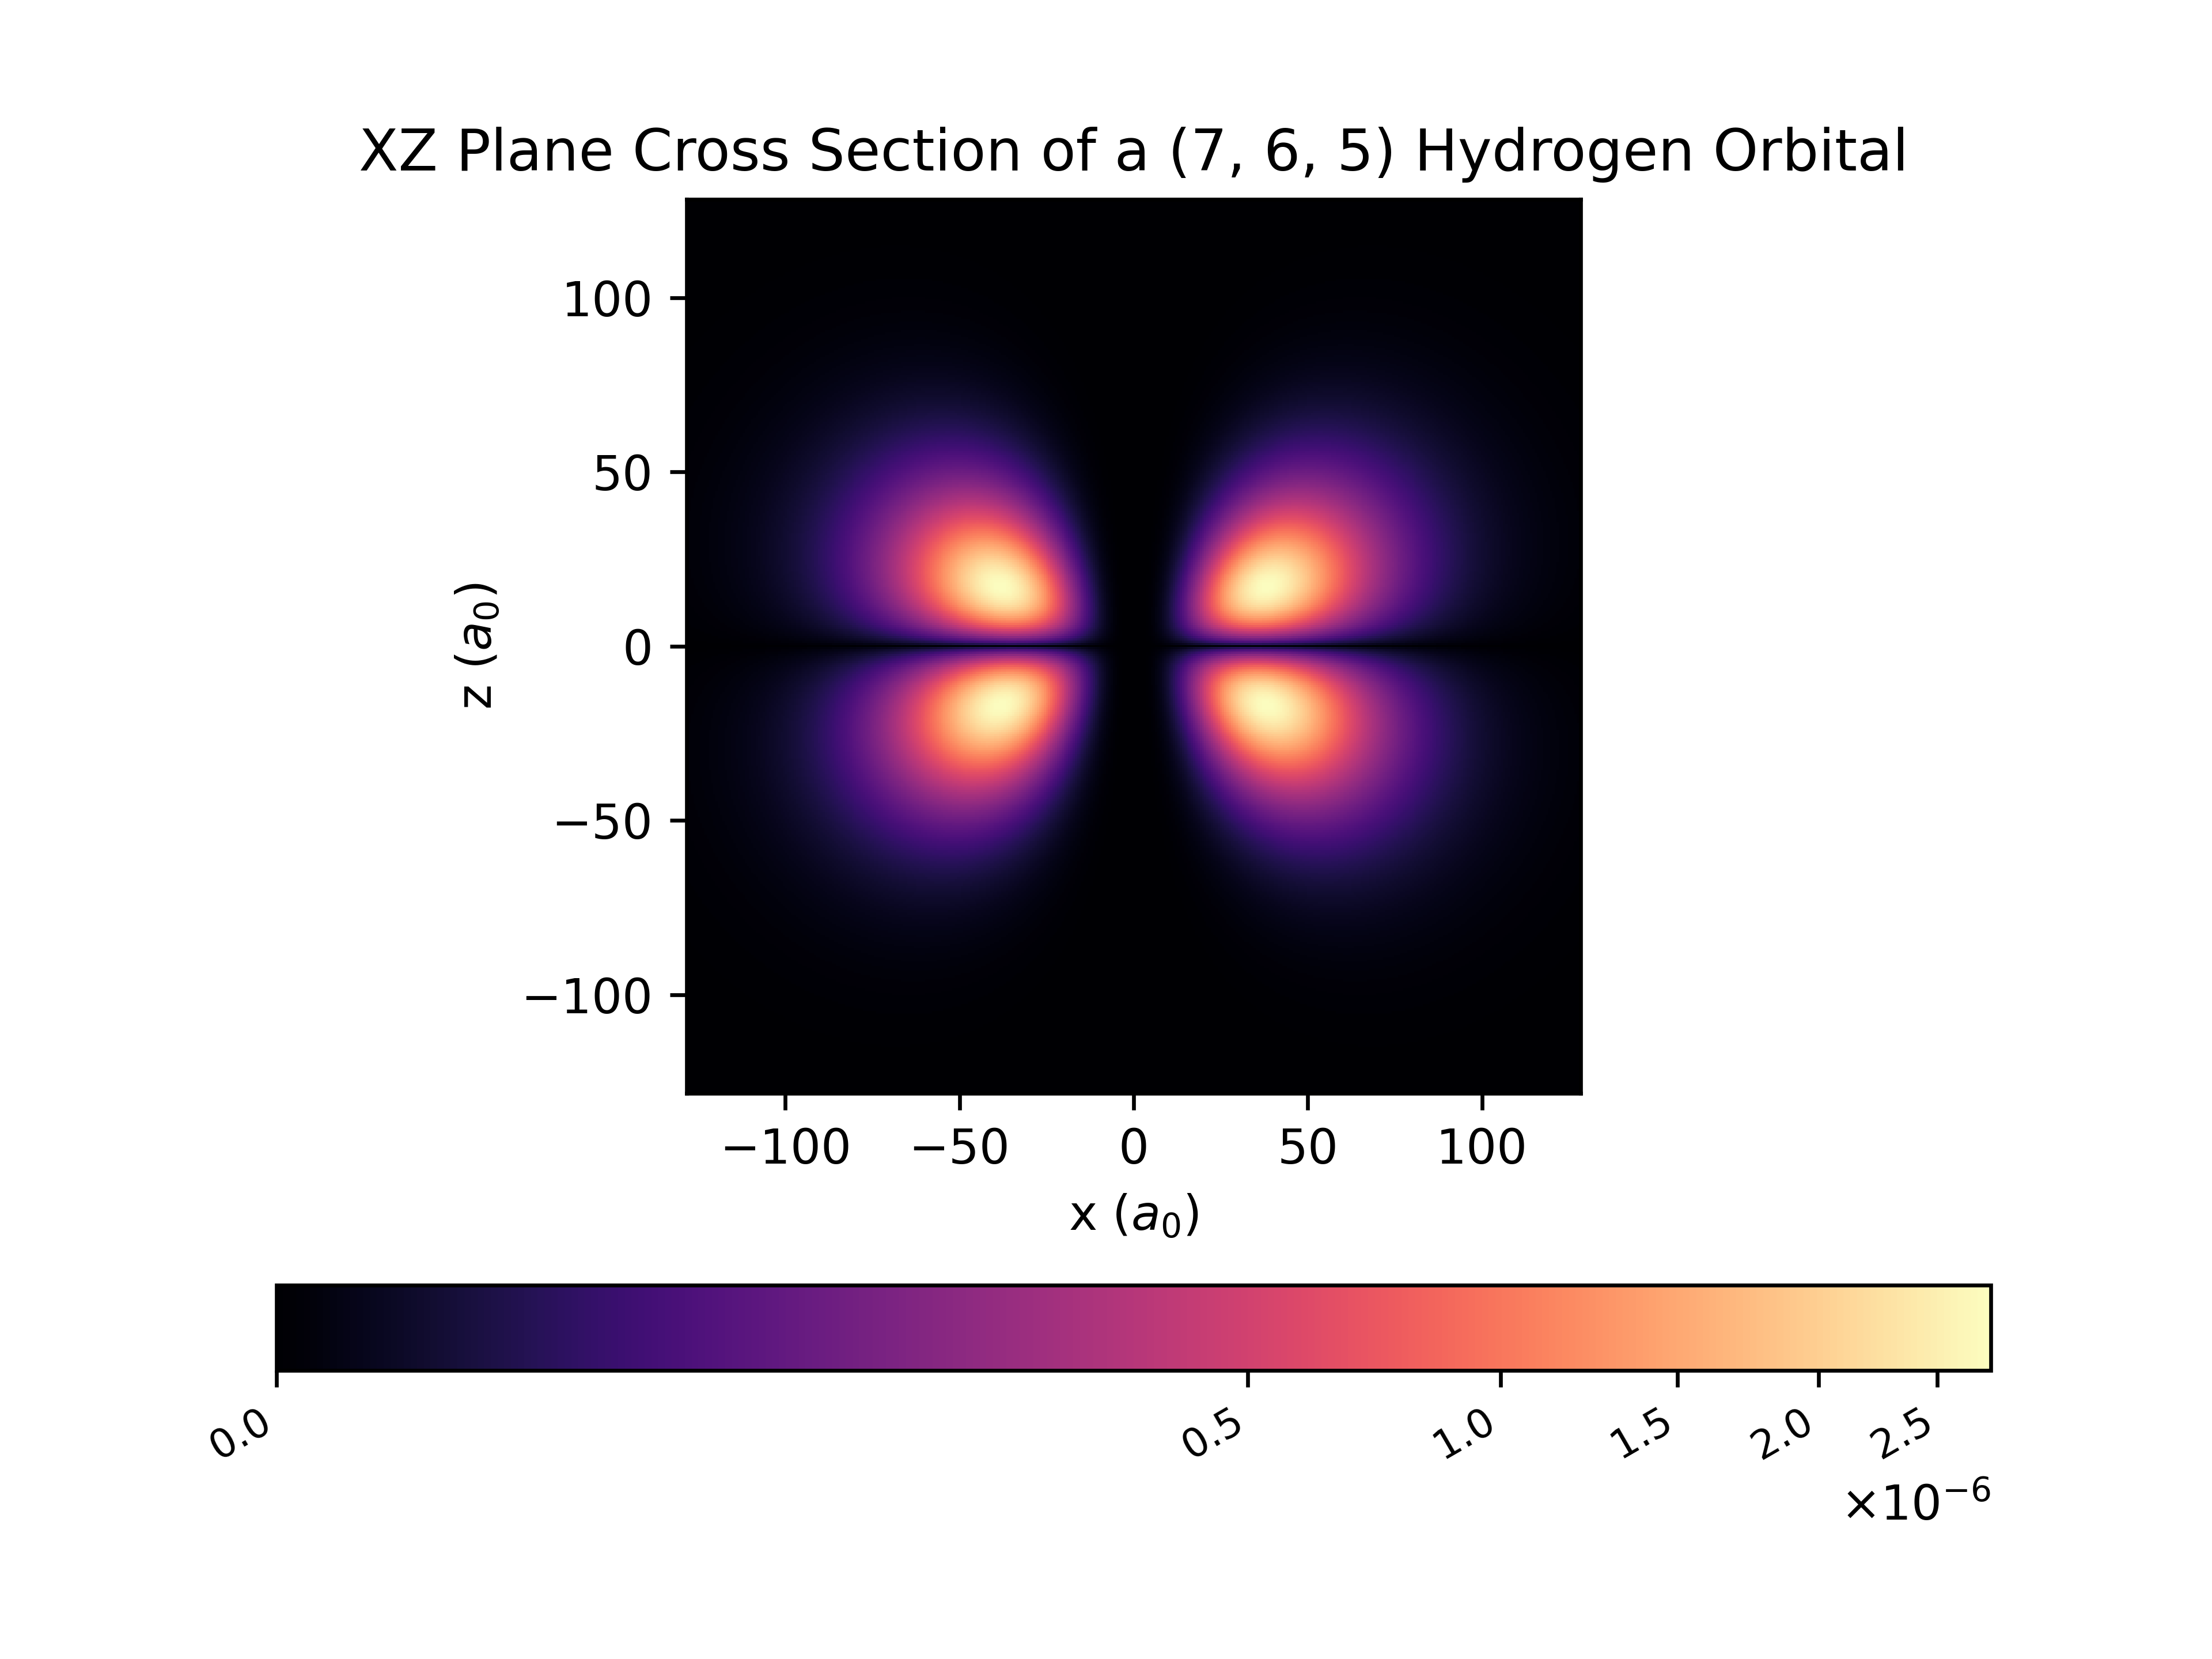 XZ Plane Cross Section of a (7, 6, 5) Hydrogen Orbital
100
50
0
−50
−100
z (a₀)
−100 −50 0 50 100
x (a₀)
0.0 0.5 1.0 1.5 2.0 2.5
×10⁻⁶